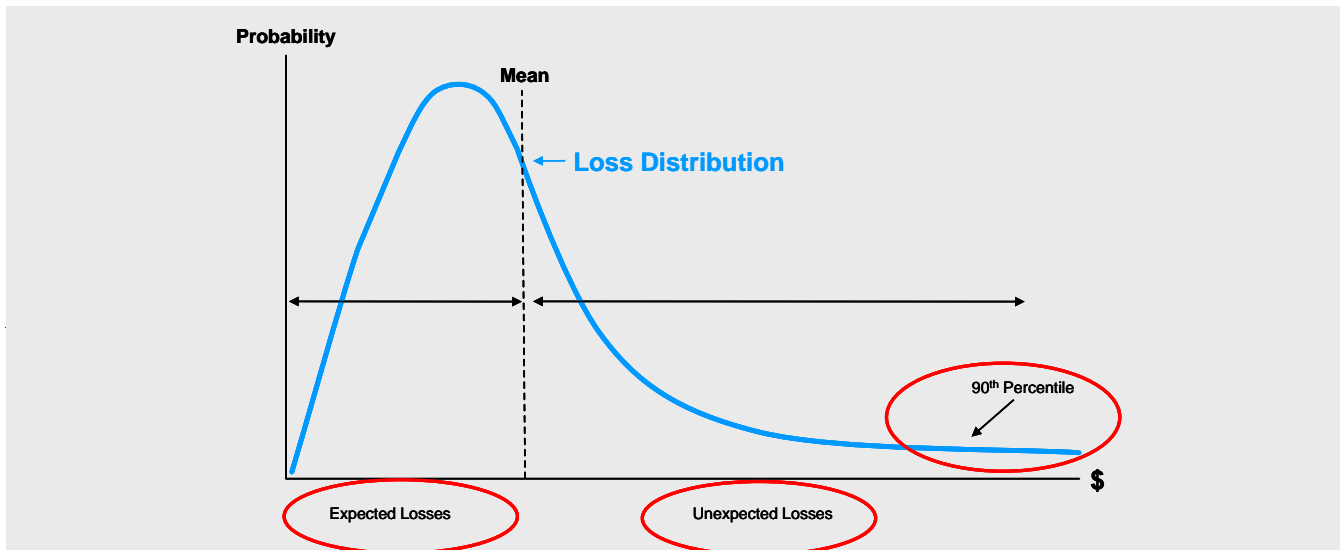 Probability
Mean
Loss Distribution
90th Percentile
$
Expected Losses
Unexpected Losses